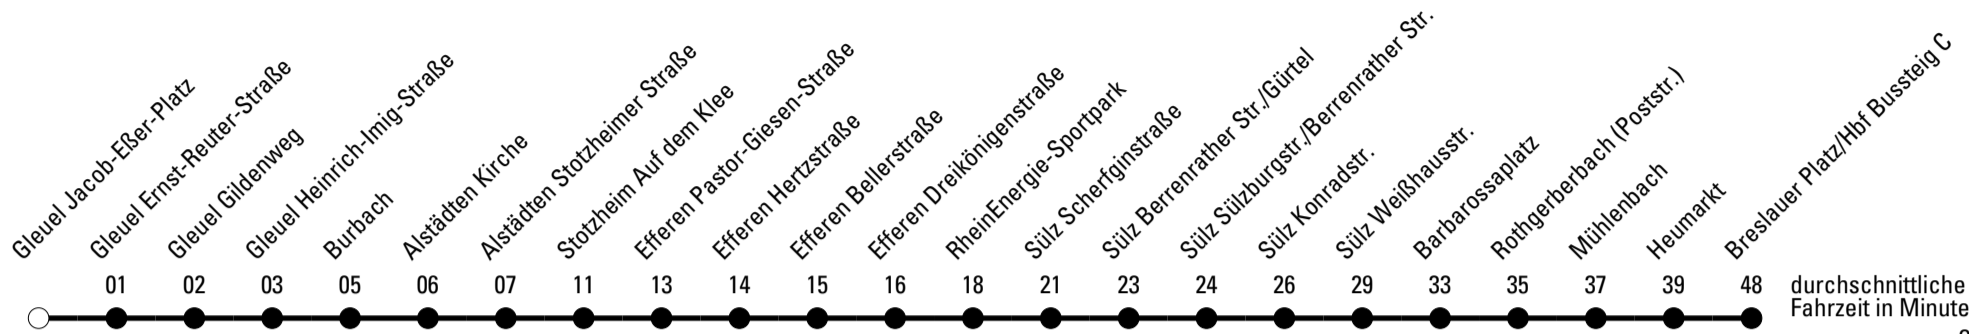 Gleuel Jacob-Eßer-Platz
Gleuel Ernst-Reuter-Straße
Gleuel Gildenweg
Gleuel Heinrich-Imig-Straße
Burbach
Alstädten Kirche
Alstädten Stotzheimer Straße
Stotzheim Auf dem Klee
Efferen Pastor-Giesen-Straße
Efferen Hertzstraße
Efferen Bellerstraße
Efferen Dreikönigenstraße
RheinEnergie-Sportpark
Sülz Scherfginstraße
Sülz Berrenrather Str./Gürtel
Sülz Sülzburgstr./Berrenrather Str.
Sülz Konradstr.
Sülz Weißhausstr.
Barbarossaplatz
Rothgerberbach (Poststr.)
Mühlenbach
Heumarkt
Breslauer Platz/Hbf Bussteig C
01 02 03 05 06 07 11 13 14 15 16 18 21 23 24 26 29 33 35 37 39 48
durchschnittliche
Fahrzeit in Minute